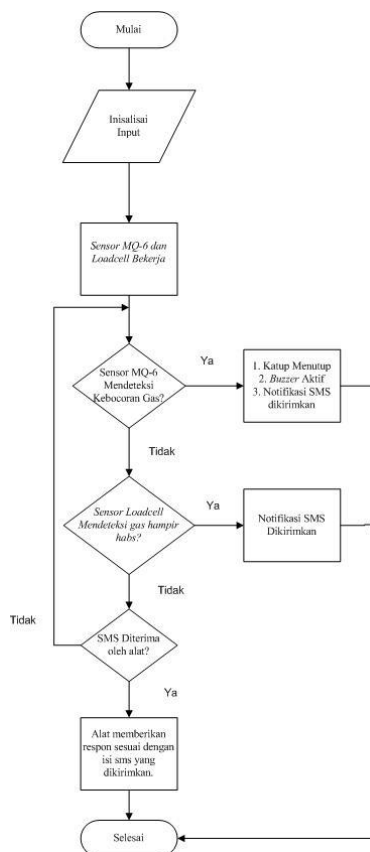 Mulai
Inisalisai
Input
Sensor MQ-6 dan
Loadcell Bekerja
Sensor MQ-6
Mendeteksi
Kebocoran Gas?
Ya
1. Katup Menutup
2. Buzzer Aktif
3. Notifikasi SMS
dikirimkan
Tidak
Sensor Loadcell
Mendeteksi gas hampir
habs?
Ya
Notifikasi SMS
Dikirimkan
Tidak
Tidak
SMS Diterima
oleh alat?
Ya
Alat memberikan
respon sesuai dengan
isi sms yang
dikirimkan.
Selesai